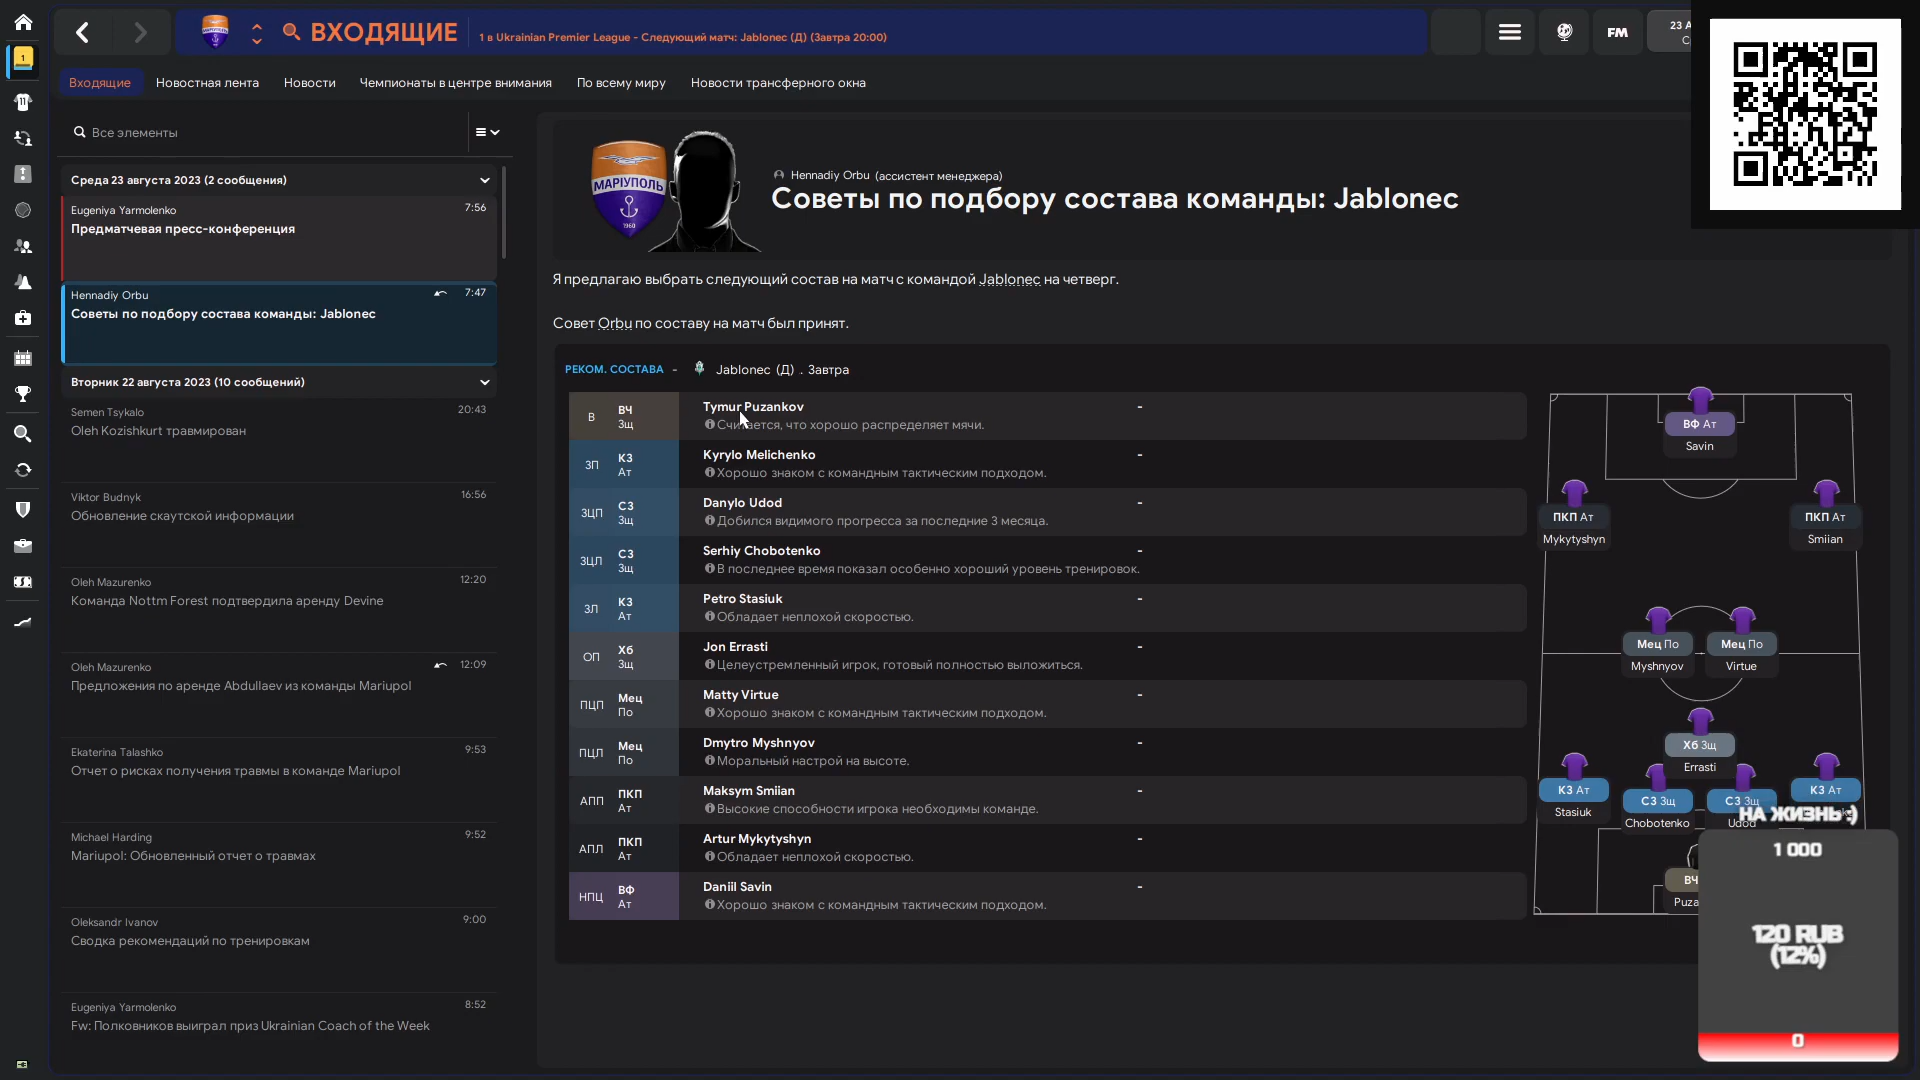 ВХОДЯЩИЕ
1 в Ukrainian Premier League - Следующий матч: Jablonec (Д) (Завтра 20:00)
FM
23 А
С
1
11
Входящие
Новостная лента
Новости
Чемпионаты в центре внимания
По всему миру
Новости трансферного окна
Все элементы
Среда 23 августа 2023 (2 сообщения)
Eugeniya Yarmolenko
7:56
Предматчевая пресс-конференция
Hennadiy Orbu
7:47
Советы по подбору состава команды: Jablonec
Вторник 22 августа 2023 (10 сообщений)
Semen Tsykalo
20:43
Oleh Kozishkurt травмирован
Viktor Budnyk
16:56
Обновление скаутской информации
Oleh Mazurenko
12:20
Команда Nottm Forest подтвердила аренду Devine
Oleh Mazurenko
12:09
Предложения по аренде Abdullaev из команды Mariupol
Ekaterina Talashko
9:53
Отчет о рисках получения травмы в команде Mariupol
Michael Harding
9:52
Mariupol: Обновленный отчет о травмах
Oleksandr Ivanov
9:00
Сводка рекомендаций по тренировкам
Eugeniya Yarmolenko
8:52
Fw: Полковников выиграл приз Ukrainian Coach of the Week
МАРІУПОЛЬ
1960
Hennadiy Orbu (ассистент менеджера)
Советы по подбору состава команды: Jablonec
Я предлагаю выбрать следующий состав на матч с командой Jablonec на четверг.
Совет Orbu по составу на матч был принят.
РЕКОМ. СОСТАВА - Jablonec (Д) . Завтра
В ВЧ Зщ
Tymur Puzankov -
Считается, что хорошо распределяет мячи.
ЗП КЗ Ат
Kyrylo Melichenko -
Хорошо знаком с командным тактическим подходом.
ЗЦП СЗ Зщ
Danylo Udod -
Добился видимого прогресса за последние 3 месяца.
ЗЦЛ СЗ Зщ
Serhiy Chobotenko -
В последнее время показал особенно хороший уровень тренировок.
ЗЛ КЗ Ат
Petro Stasiuk -
Обладает неплохой скоростью.
ОП Хб Зщ
Jon Errasti -
Целеустремленный игрок, готовый полностью выложиться.
ПЦП Мец По
Matty Virtue -
Хорошо знаком с командным тактическим подходом.
ПЦЛ Мец По
Dmytro Myshnyov -
Моральный настрой на высоте.
АПП ПКП Ат
Maksym Smiian -
Высокие способности игрока необходимы команде.
АПЛ ПКП Ат
Artur Mykytyshyn -
Обладает неплохой скоростью.
НПЦ ВФ Ат
Daniil Savin -
Хорошо знаком с командным тактическим подходом.
ВФ Ат
Savin
ПКП Ат
Mykytyshyn
ПКП Ат
Smiian
Мец По
Myshnyov
Мец По
Virtue
Хб Зщ
Errasti
КЗ Ат
Stasiuk
СЗ Зщ
Chobotenko
СЗ Зщ
Udod
КЗ Ат
ВЧ
Puza
НА ЖИЗНЬ :)
1 000
120 RUB
(12%)
0